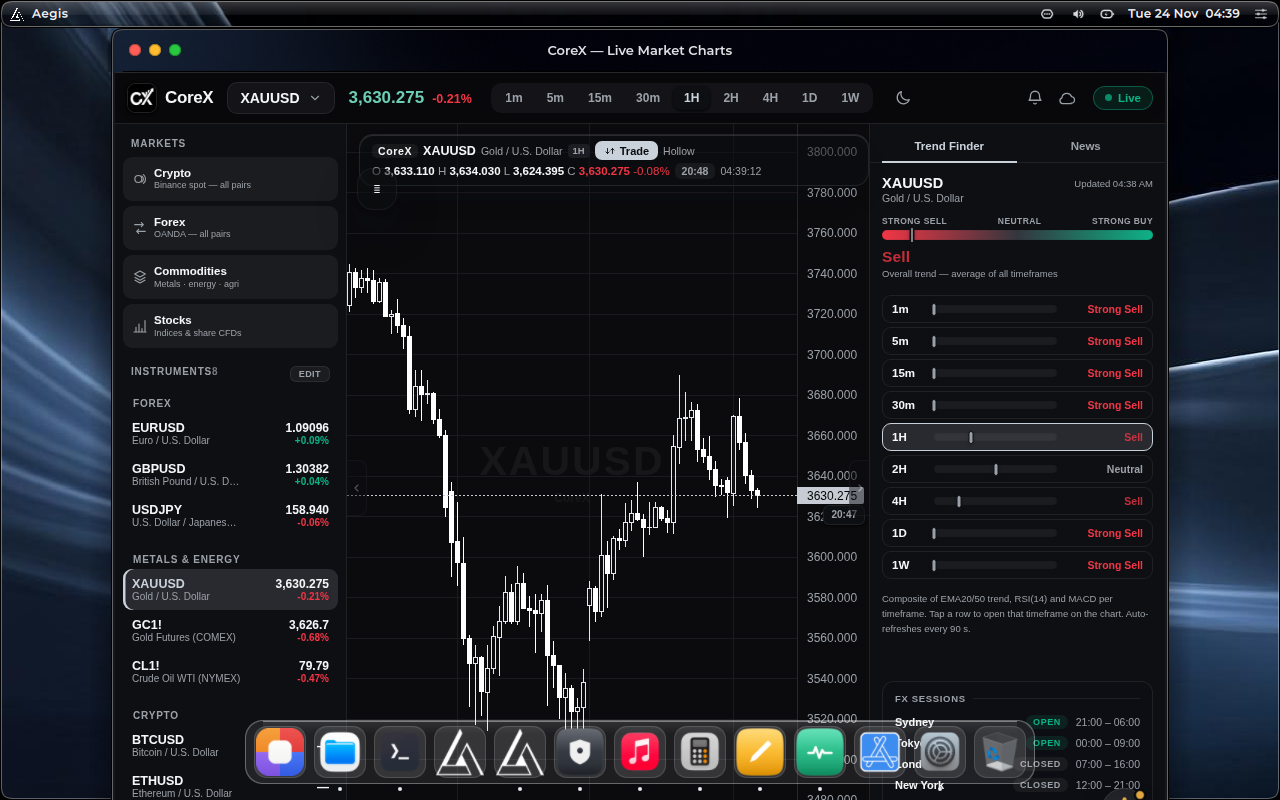 Aegis
Tue 24 Nov 04:39
CoreX — Live Market Charts
CX CoreX XAUUSD 3,630.275 -0.21% 1m 5m 15m 30m 1H 2H 4H 1D 1W Live
MARKETS
Crypto
Binance spot — all pairs
Forex
OANDA — all pairs
Commodities
Metals · energy · agri
Stocks
Indices & share CFDs
INSTRUMENTS8 EDIT
FOREX
EURUSD 1.09096
Euro / U.S. Dollar +0.09%
GBPUSD 1.30382
British Pound / U.S. D… +0.04%
USDJPY 158.940
U.S. Dollar / Japanes… -0.06%
METALS & ENERGY
XAUUSD 3,630.275
Gold / U.S. Dollar -0.21%
GC1! 3,626.7
Gold Futures (COMEX) -0.68%
CL1! 79.79
Crude Oil WTI (NYMEX) -0.47%
CRYPTO
BTCUSD
Bitcoin / U.S. Dollar
ETHUSD
Ethereum / U.S. Dollar —
CoreX XAUUSD Gold / U.S. Dollar 1H Trade Hollow
O 3,633.110 H 3,634.030 L 3,624.395 C 3,630.275 -0.08% 20:48 04:39:12
XAUUSD
3800.000
3780.000
3760.000
3740.000
3720.000
3700.000
3680.000
3660.000
3640.000
3630.275
20:47
3600.000
3580.000
3560.000
3540.000
3520.000
3480.000
Trend Finder News
XAUUSD Updated 04:38 AM
Gold / U.S. Dollar
STRONG SELL NEUTRAL STRONG BUY
Sell
Overall trend — average of all timeframes
1m Strong Sell
5m Strong Sell
15m Strong Sell
30m Strong Sell
1H Sell
2H Neutral
4H Sell
1D Strong Sell
1W Strong Sell
Composite of EMA20/50 trend, RSI(14) and MACD per
timeframe. Tap a row to open that timeframe on the chart. Auto-
refreshes every 90 s.
FX SESSIONS
Sydney OPEN 21:00 – 06:00
OPEN 00:00 – 09:00
CLOSED 07:00 – 16:00
New York CLOSED 12:00 – 21:00